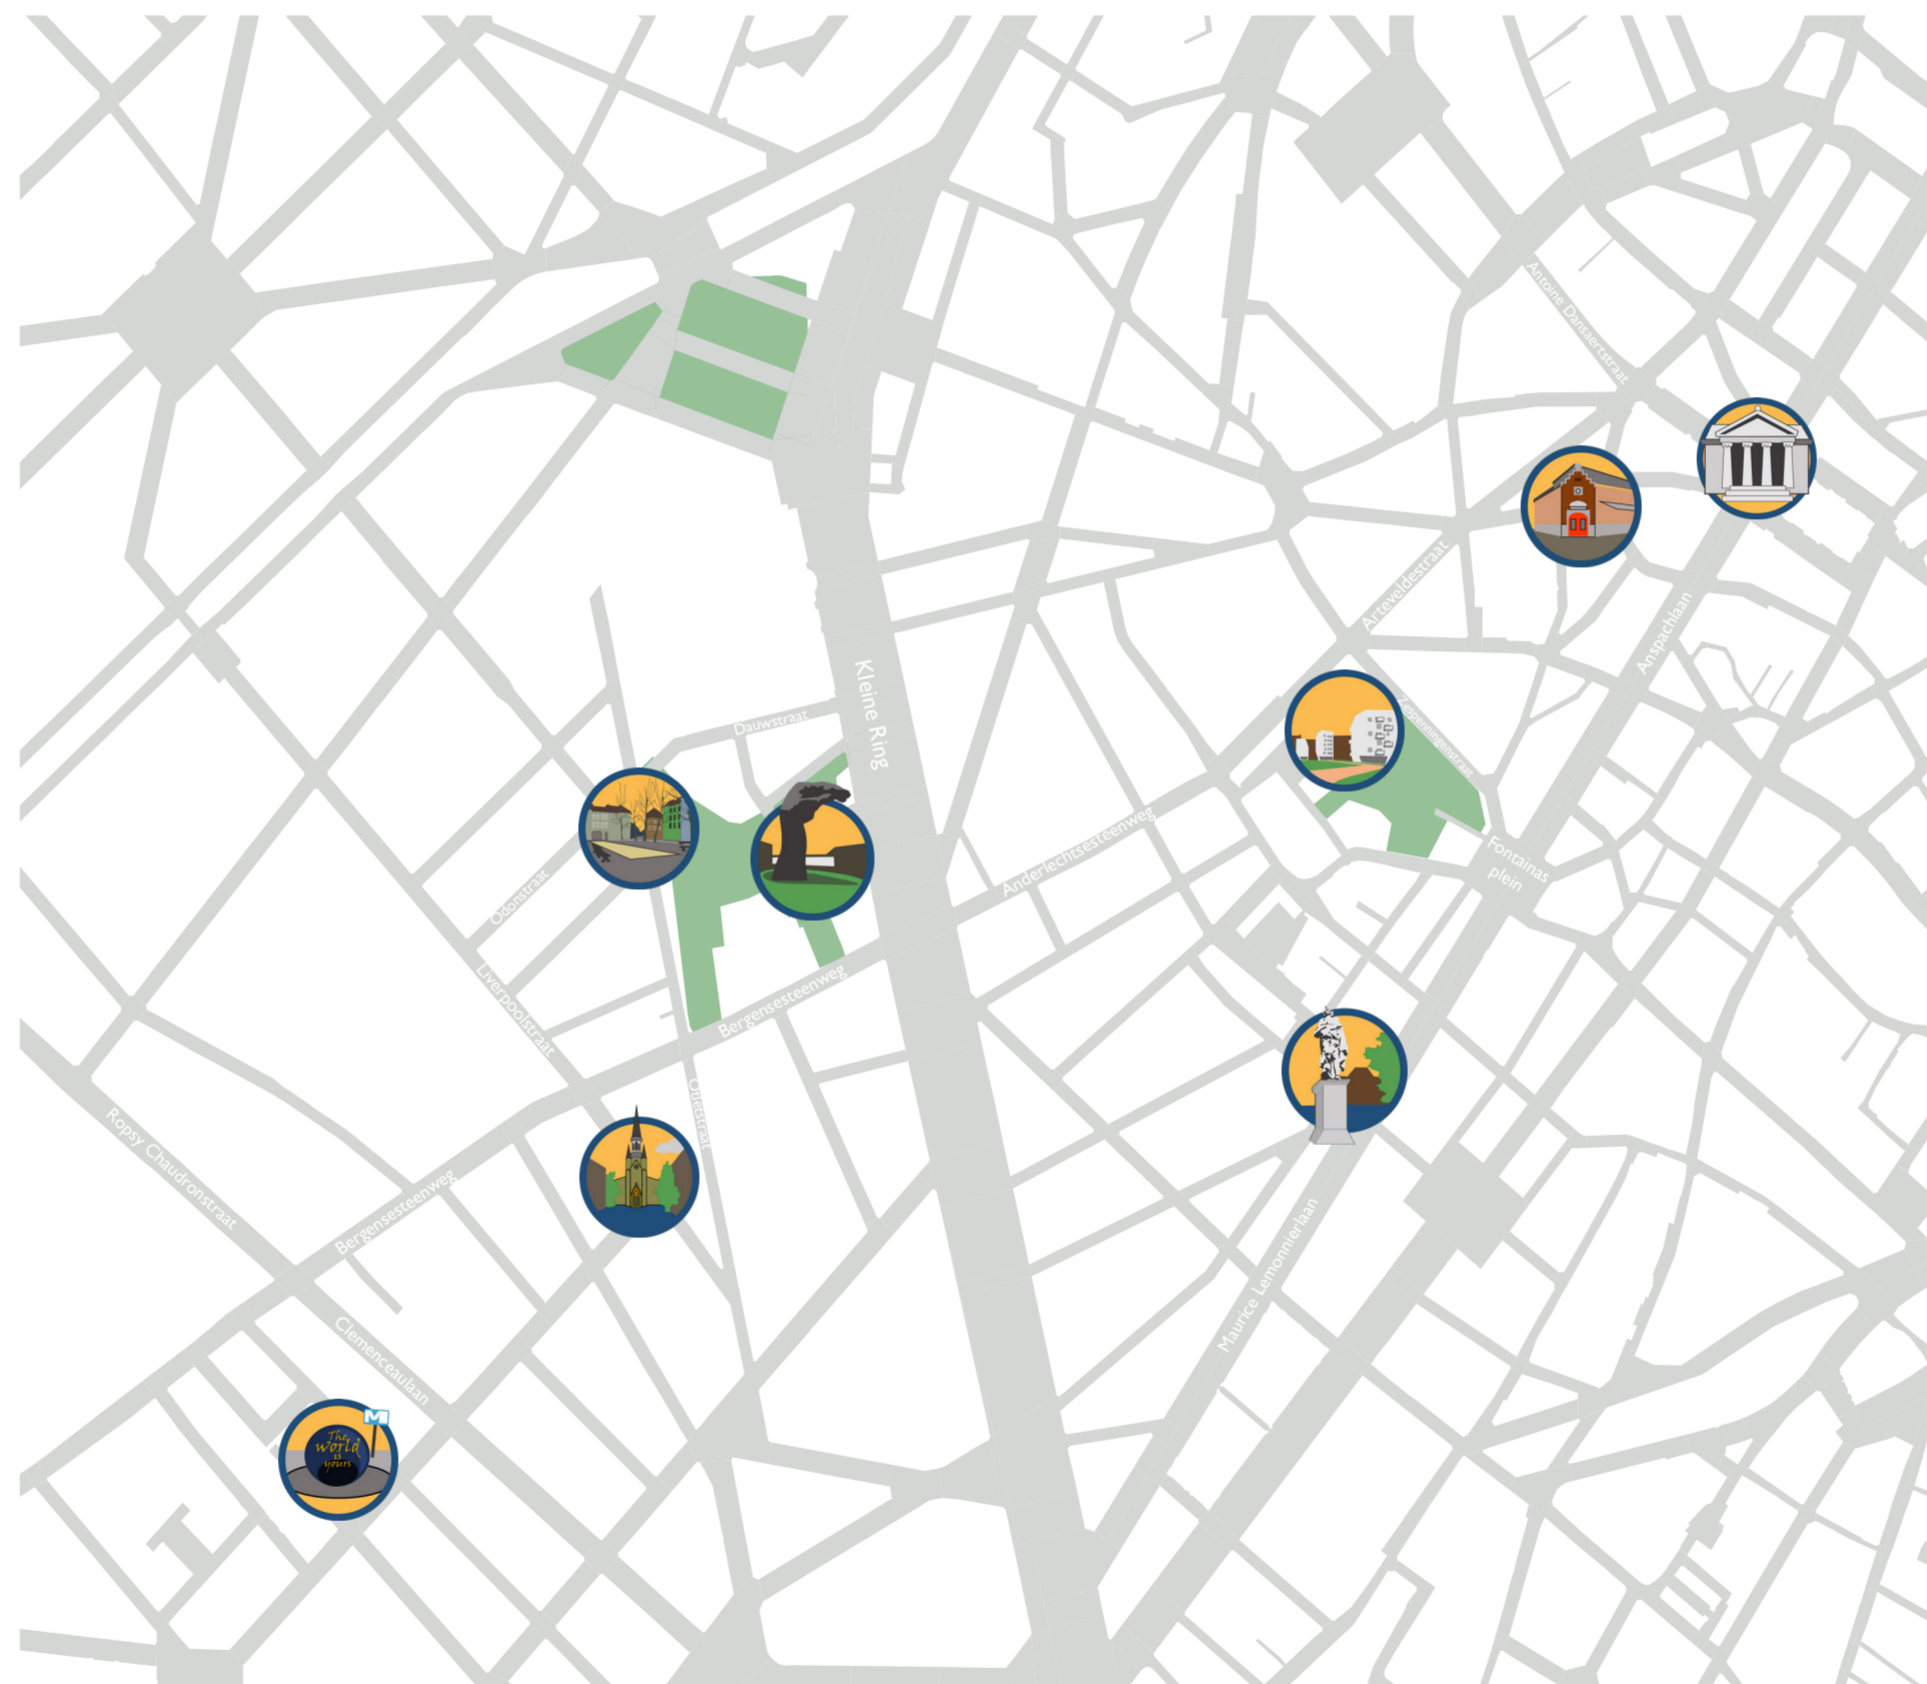 Antoine Dansaertstraat
Arteveldestraat
Anspachlaan
Kleine Ring
Dauwstraat
Zespenningenstraat
Anderlechtsesteenweg
Fontainas
plein
Odonstraat
Liverpoolstraat
Bergensesteenweg
Otletstraat
Ropsy Chaudronstraat
Bergensesteenweg
Maurice Lemonnierlaan
Clemenceaulaan
M
The
world
is
yours